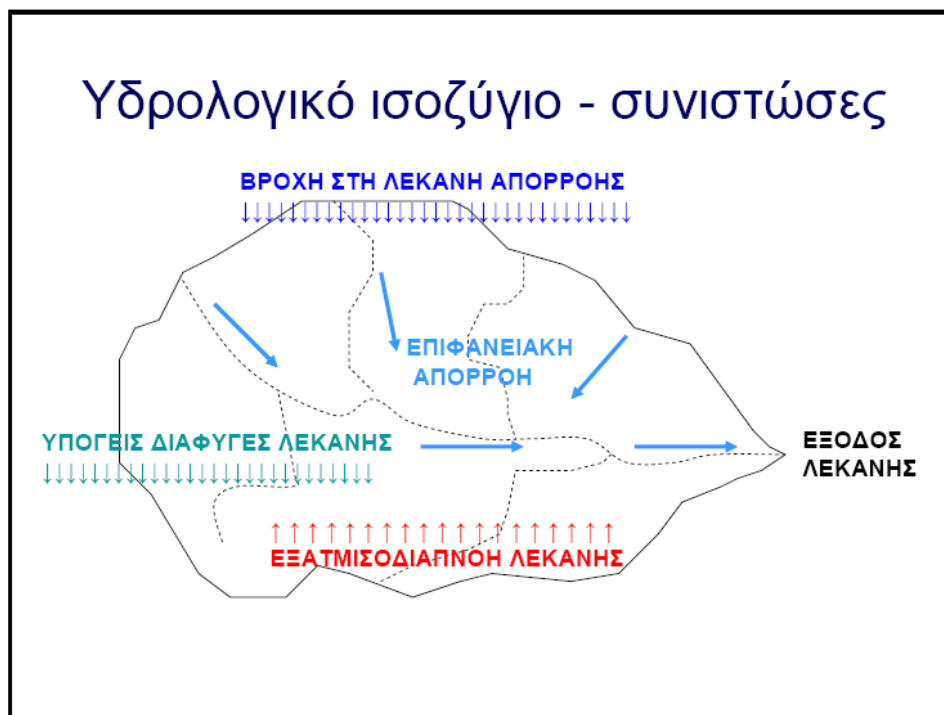 Υδρολογικό ισοζύγιο - συνιστώσες
ΒΡΟΧΗ ΣΤΗ ΛΕΚΑΝΗ ΑΠΟΡΡΟΗΣ
ΕΠΙΦΑΝΕΙΑΚΗ
ΑΠΟΡΡΟΗ
ΥΠΟΓΕΙΣ ΔΙΑΦΥΓΕΣ ΛΕΚΑΝΗΣ
ΕΞΟΔΟΣ
ΛΕΚΑΝΗΣ
ΕΞΑΤΜΙΣΟΔΙΑΠΝΟΗ ΛΕΚΑΝΗΣ